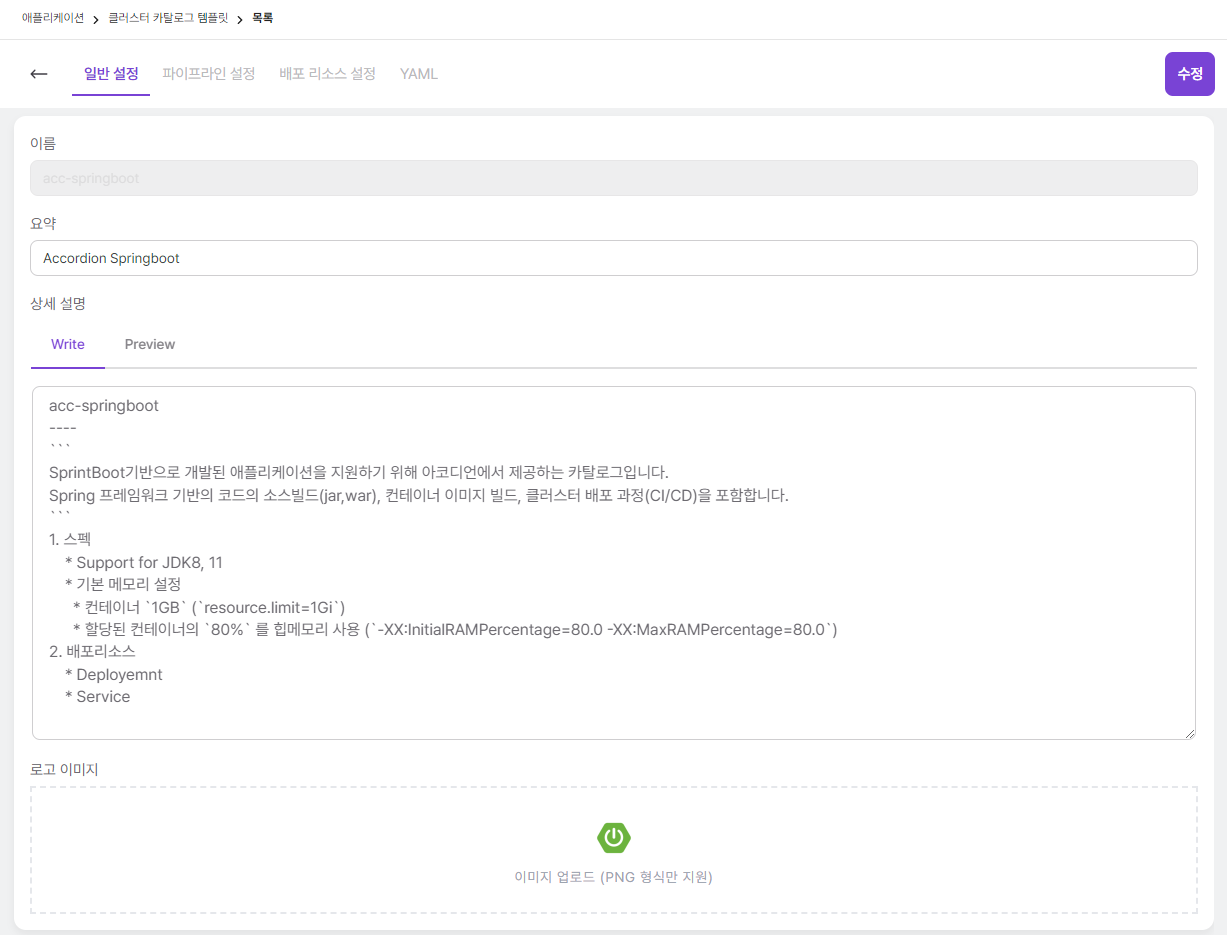 애플리케이션 > 클러스터 카탈로그 템플릿 > 목록
← 일반 설정 파이프라인 설정 배포 리소스 설정 YAML 수정
이름
acc-springboot
요약
Accordion Springboot
상세 설명
Write Preview
acc-springboot
----
```
SprintBoot기반으로 개발된 애플리케이션을 지원하기 위해 아코디언에서 제공하는 카탈로그입니다.
Spring 프레임워크 기반의 코드의 소스빌드(jar,war), 컨테이너 이미지 빌드, 클러스터 배포 과정(CI/CD)을 포함합니다.
```
1. 스펙
    * Support for JDK8, 11
    * 기본 메모리 설정
      * 컨테이너 `1GB` (`resource.limit=1Gi`)
      * 할당된 컨테이너의 `80%` 를 힙메모리 사용 (`-XX:InitialRAMPercentage=80.0 -XX:MaxRAMPercentage=80.0`)
2. 배포리소스
    * Deployemnt
    * Service
로고 이미지
이미지 업로드 (PNG 형식만 지원)